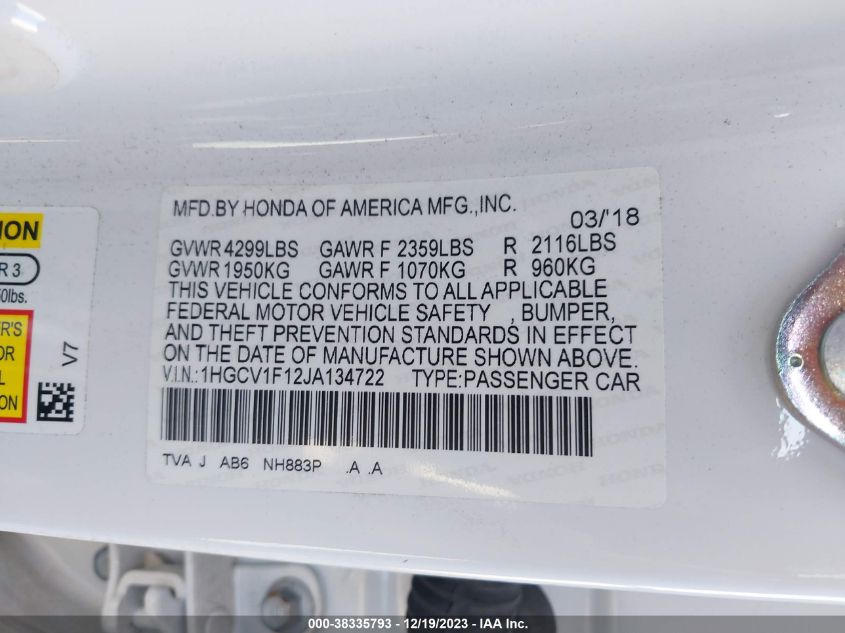 MFD.BY HONDA OF AMERICA MFG.,INC. 03/'18
GVWR 4299LBS GAWR F 2359LBS R 2116LBS
GVWR 1950KG GAWR F 1070KG R 960KG
THIS VEHICLE CONFORMS TO ALL APPLICABLE
FEDERAL MOTOR VEHICLE SAFETY , BUMPER,
AND THEFT PREVENTION STANDARDS IN EFFECT
ON THE DATE OF MANUFACTURE SHOWN ABOVE.
V.I.N.:1HGCV1F12JA134722 TYPE:PASSENGER CAR
TVA J AB6 NH883P .A .A
R 3
V7
000-38335793 - 12/19/2023 - IAA Inc.